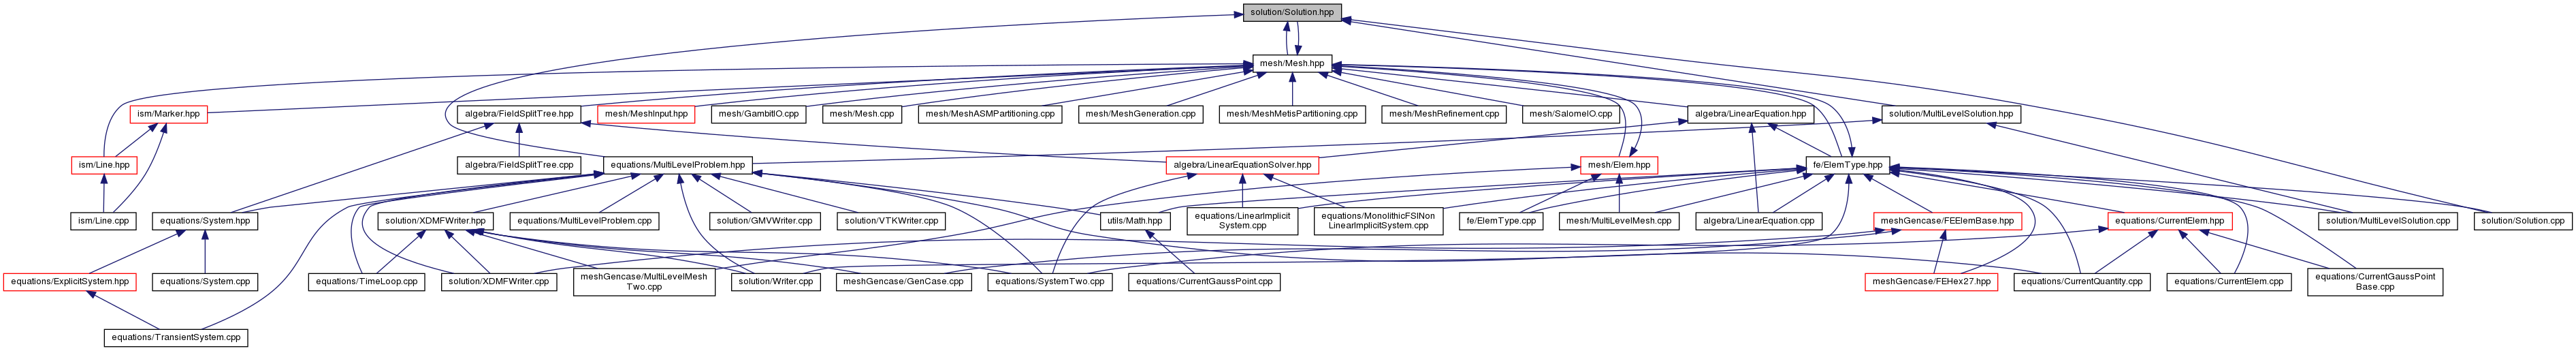 solution/Solution.hpp
mesh/Mesh.hpp
ism/Marker.hpp
algebra/FieldSplitTree.hpp
mesh/MeshInput.hpp
mesh/GambitIO.cpp
mesh/Mesh.cpp
mesh/MeshASMPartitioning.cpp
mesh/MeshGeneration.cpp
mesh/MeshMetisPartitioning.cpp
mesh/MeshRefinement.cpp
mesh/SalomeIO.cpp
algebra/LinearEquation.hpp
solution/MultiLevelSolution.hpp
ism/Line.hpp
algebra/FieldSplitTree.cpp
equations/MultiLevelProblem.hpp
algebra/LinearEquationSolver.hpp
mesh/Elem.hpp
fe/ElemType.hpp
ism/Line.cpp
equations/System.hpp
solution/XDMFWriter.hpp
equations/MultiLevelProblem.cpp
solution/GMVWriter.cpp
solution/VTKWriter.cpp
utils/Math.hpp
equations/LinearImplicit
System.cpp
equations/MonolithicFSINon
LinearImplicitSystem.cpp
fe/ElemType.cpp
mesh/MultiLevelMesh.cpp
algebra/LinearEquation.cpp
meshGencase/FEElemBase.hpp
equations/CurrentElem.hpp
solution/MultiLevelSolution.cpp
solution/Solution.cpp
equations/ExplicitSystem.hpp
equations/System.cpp
equations/TimeLoop.cpp
solution/XDMFWriter.cpp
meshGencase/MultiLevelMesh
Two.cpp
solution/Writer.cpp
meshGencase/GenCase.cpp
equations/SystemTwo.cpp
equations/CurrentGaussPoint.cpp
meshGencase/FEHex27.hpp
equations/CurrentQuantity.cpp
equations/CurrentElem.cpp
equations/CurrentGaussPoint
Base.cpp
equations/TransientSystem.cpp